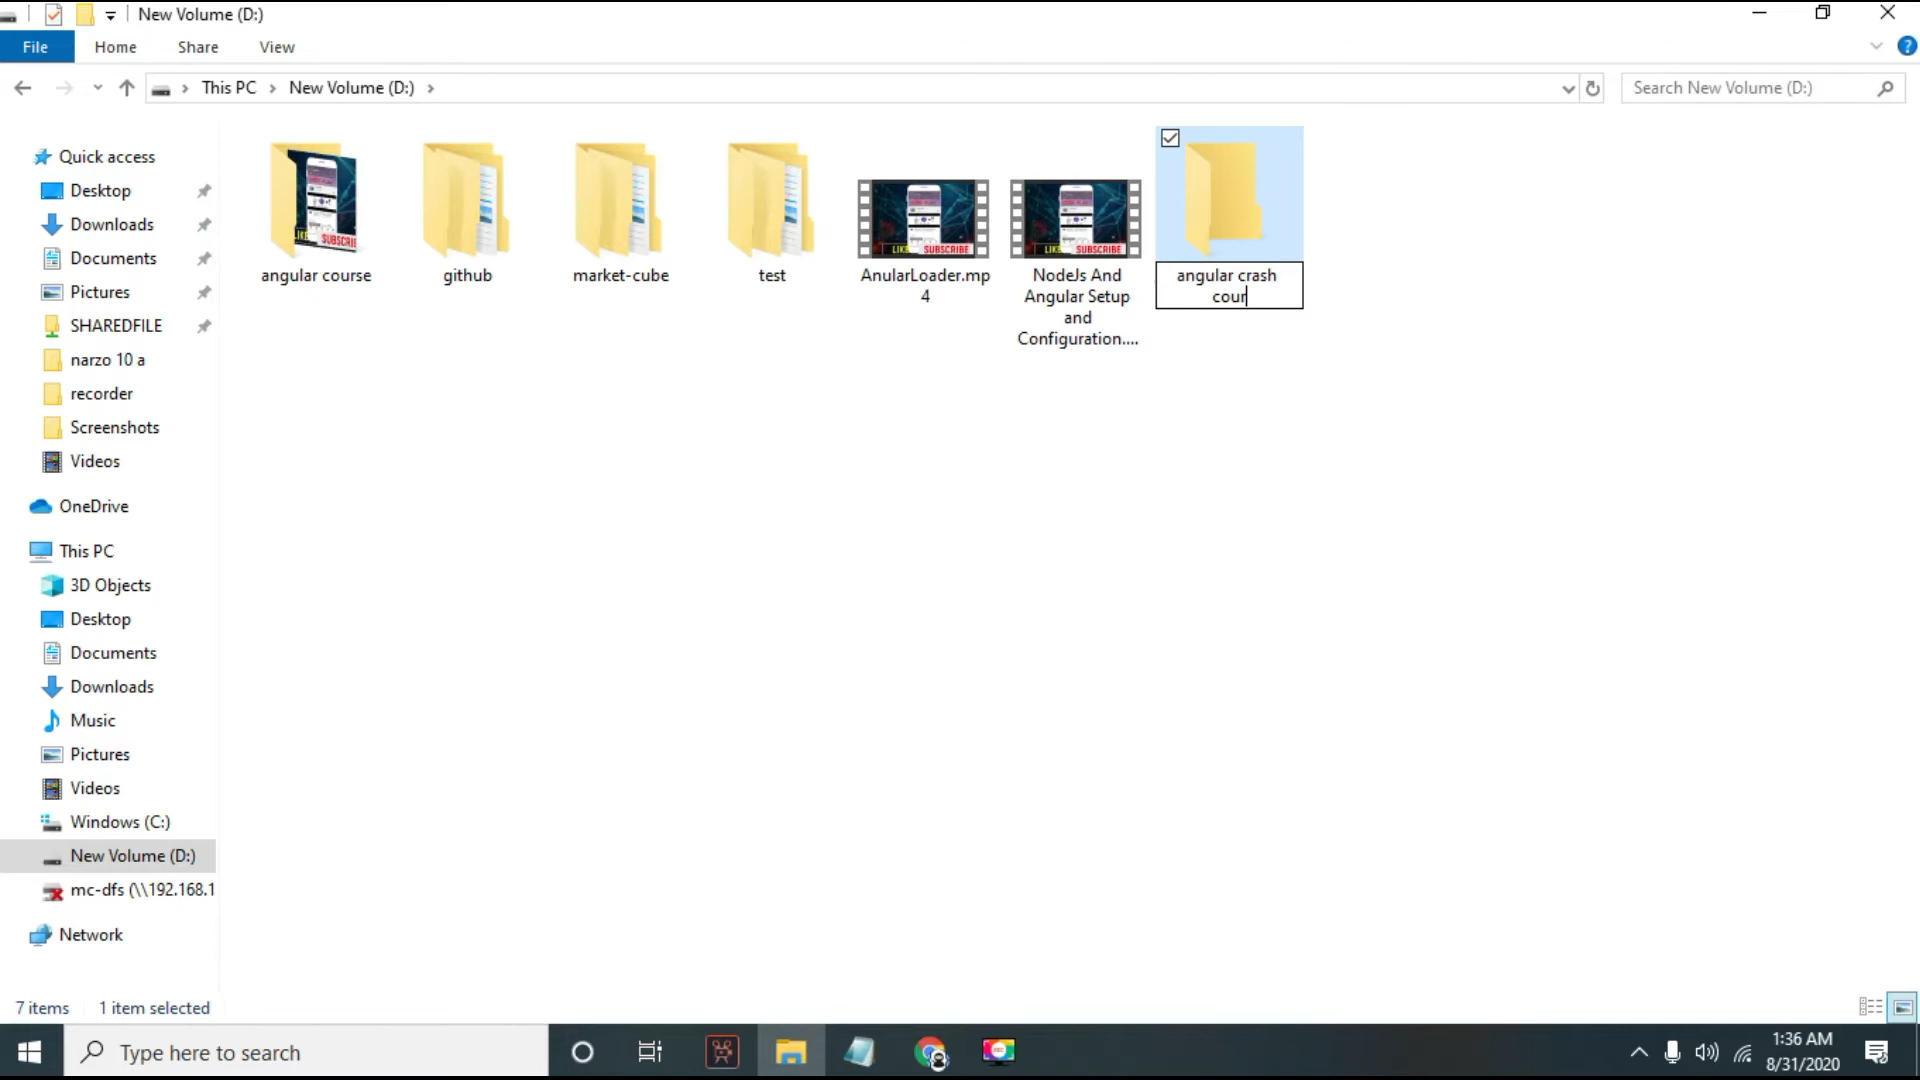 New Volume (D:)
File Home Share View
This PC New Volume (D:)
Search New Volume (D:)
Quick access
Desktop
Downloads
Documents
Pictures
SHAREDFILE
narzo 10 a
recorder
Screenshots
Videos
OneDrive
This PC
3D Objects
Desktop
Documents
Downloads
Music
Pictures
Videos
Windows (C:)
New Volume (D:)
mc-dfs (\\192.168.1
Network
angular course
github
market-cube
test
AnularLoader.mp
4
NodeJs And
Angular Setup
and
Configuration....
angular crash
cour
LIKE SUBSCRIBE
7 items 1 item selected
Type here to search
1:36 AM
8/31/2020